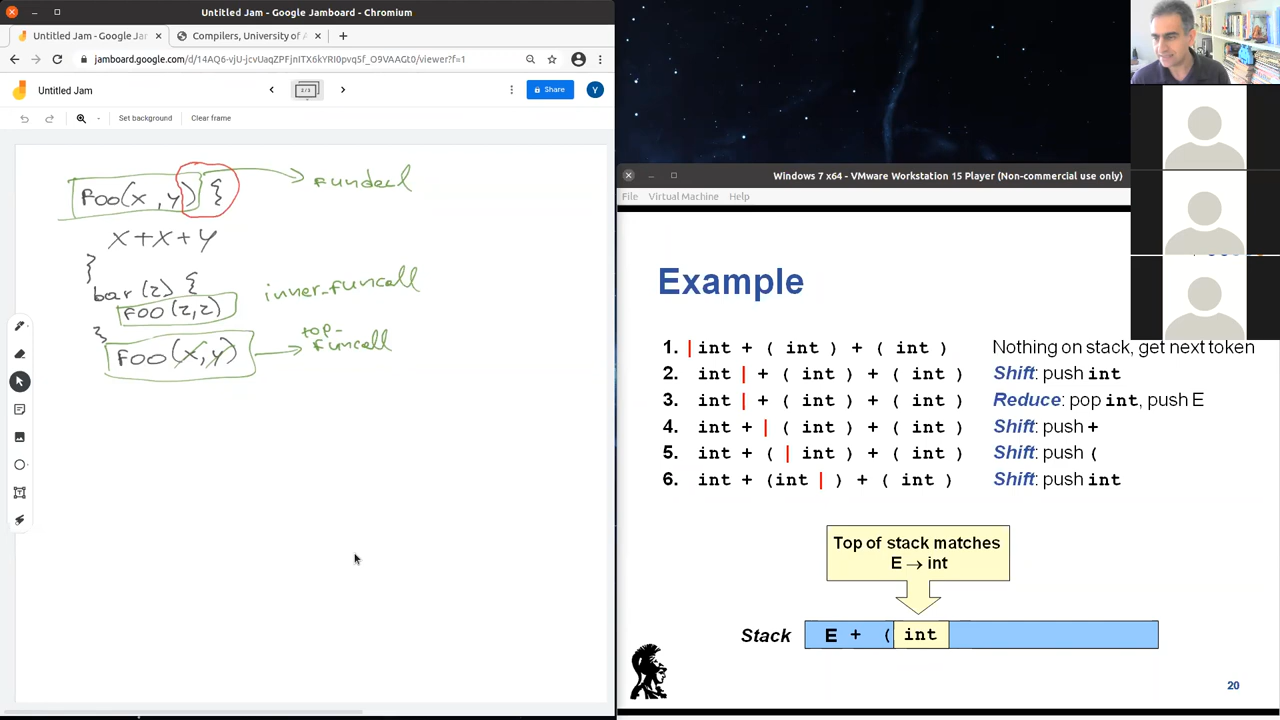 Untitled Jam - Google Jamboard - Chromium
Untitled Jam - Google Jar
Compilers, University of A
jamboard.google.com/d/14AQ6-vjU-jcvUaqZPFjnITX6kYRI0pvq5f_O9VAAGt0/viewer?f=1
Untitled Jam
2/3
Share
Y
Set background
Clear frame
foo(x,y) {
fundecl
x+x+y
}
bar(z) {
inner_funcall
foo(z,z)
}
top-
funcall
foo(x,y)
Windows 7 x64 - VMware Workstation 15 Player (Non-commercial use only)
File Virtual Machine Help
Example
1. | int + ( int ) + ( int ) Nothing on stack, get next token
2. int | + ( int ) + ( int ) Shift: push int
3. int | + ( int ) + ( int ) Reduce: pop int, push E
4. int + | ( int ) + ( int ) Shift: push +
5. int + ( | int ) + ( int ) Shift: push (
6. int + (int | ) + ( int ) Shift: push int
Top of stack matches
E → int
Stack E + ( int
20